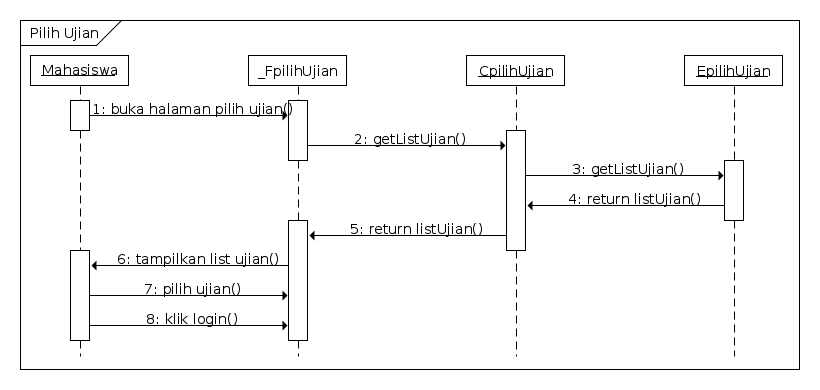 Pilih Ujian
Mahasiswa
_FpilihUjian
CpilihUjian
EpilihUjian
1: buka halaman pilih ujian()
2: getListUjian()
3: getListUjian()
4: return listUjian()
5: return listUjian()
6: tampilkan list ujian()
7: pilih ujian()
8: klik login()